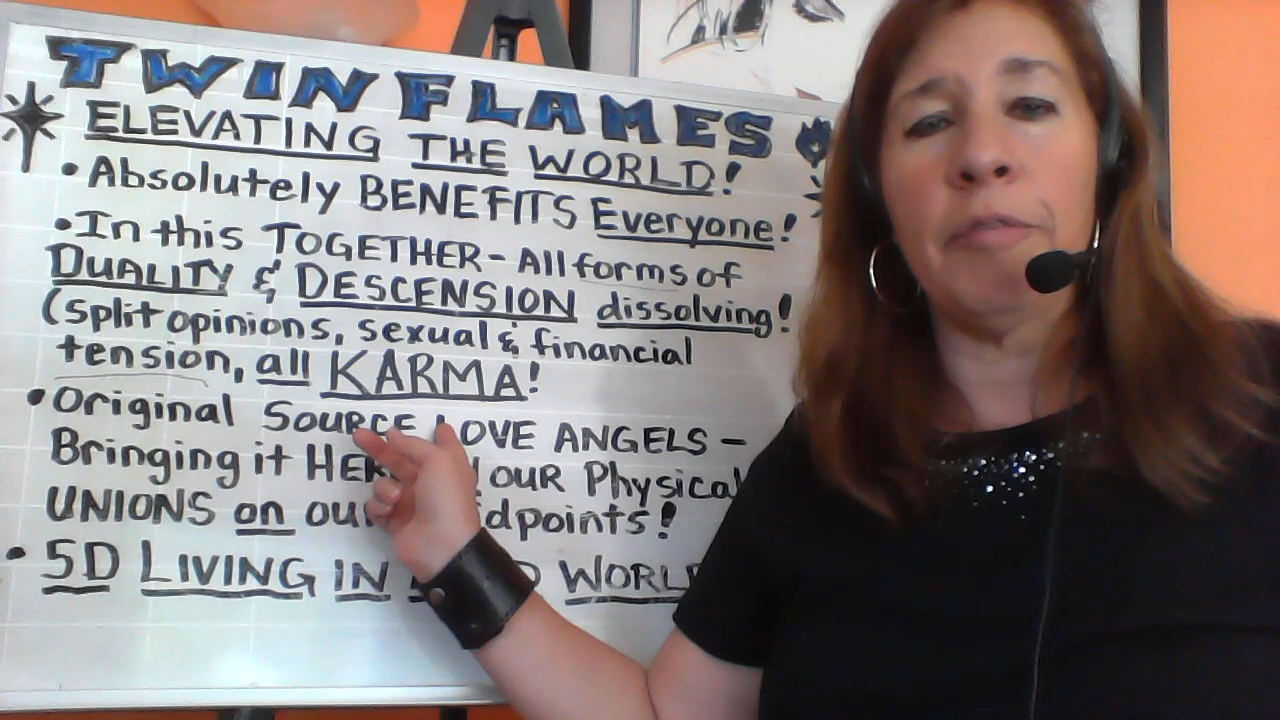 TWIN FLAMES
ELEVATING THE WORLD!
• Absolutely BENEFITS Everyone!
• In this TOGETHER - All forms of
DUALITY & DESCENSION dissolving!
(split opinions, sexual & financial
tension, all KARMA!
• Original SOURCE LOVE ANGELS -
Bringing it HER OUR Physical
UNIONS on our dpoints!
• 5D LIVING IN D WORL